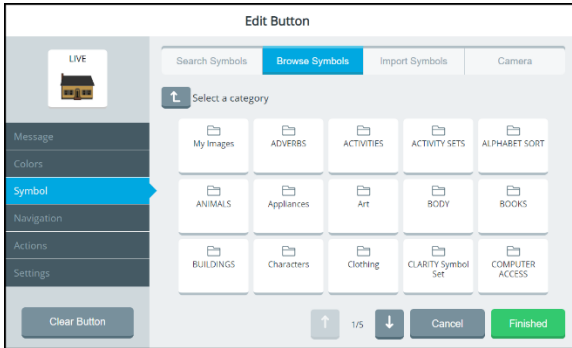 Edit Button
LIVE
Message
Colors
Symbol
Navigation
Actions
Settings
Clear Button
Search Symbols Browse Symbols Import Symbols Camera
Select a category
My Images ADVERBS ACTIVITIES ACTIVITY SETS ALPHABET SORT
ANIMALS Appliances Art BODY BOOKS
BUILDINGS Characters Clothing CLARITY Symbol Set COMPUTER ACCESS
1/5 Cancel Finished